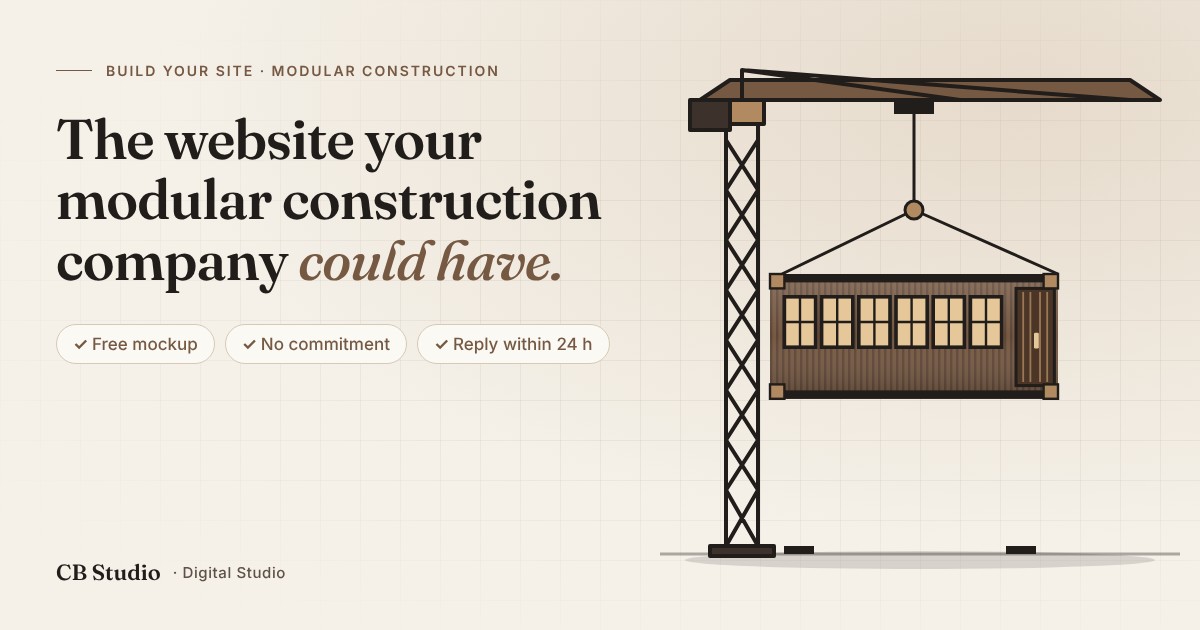 BUILD YOUR SITE · MODULAR CONSTRUCTION
The website your
modular construction
company could have.
✓ Free mockup ✓ No commitment ✓ Reply within 24 h
CB Studio · Digital Studio